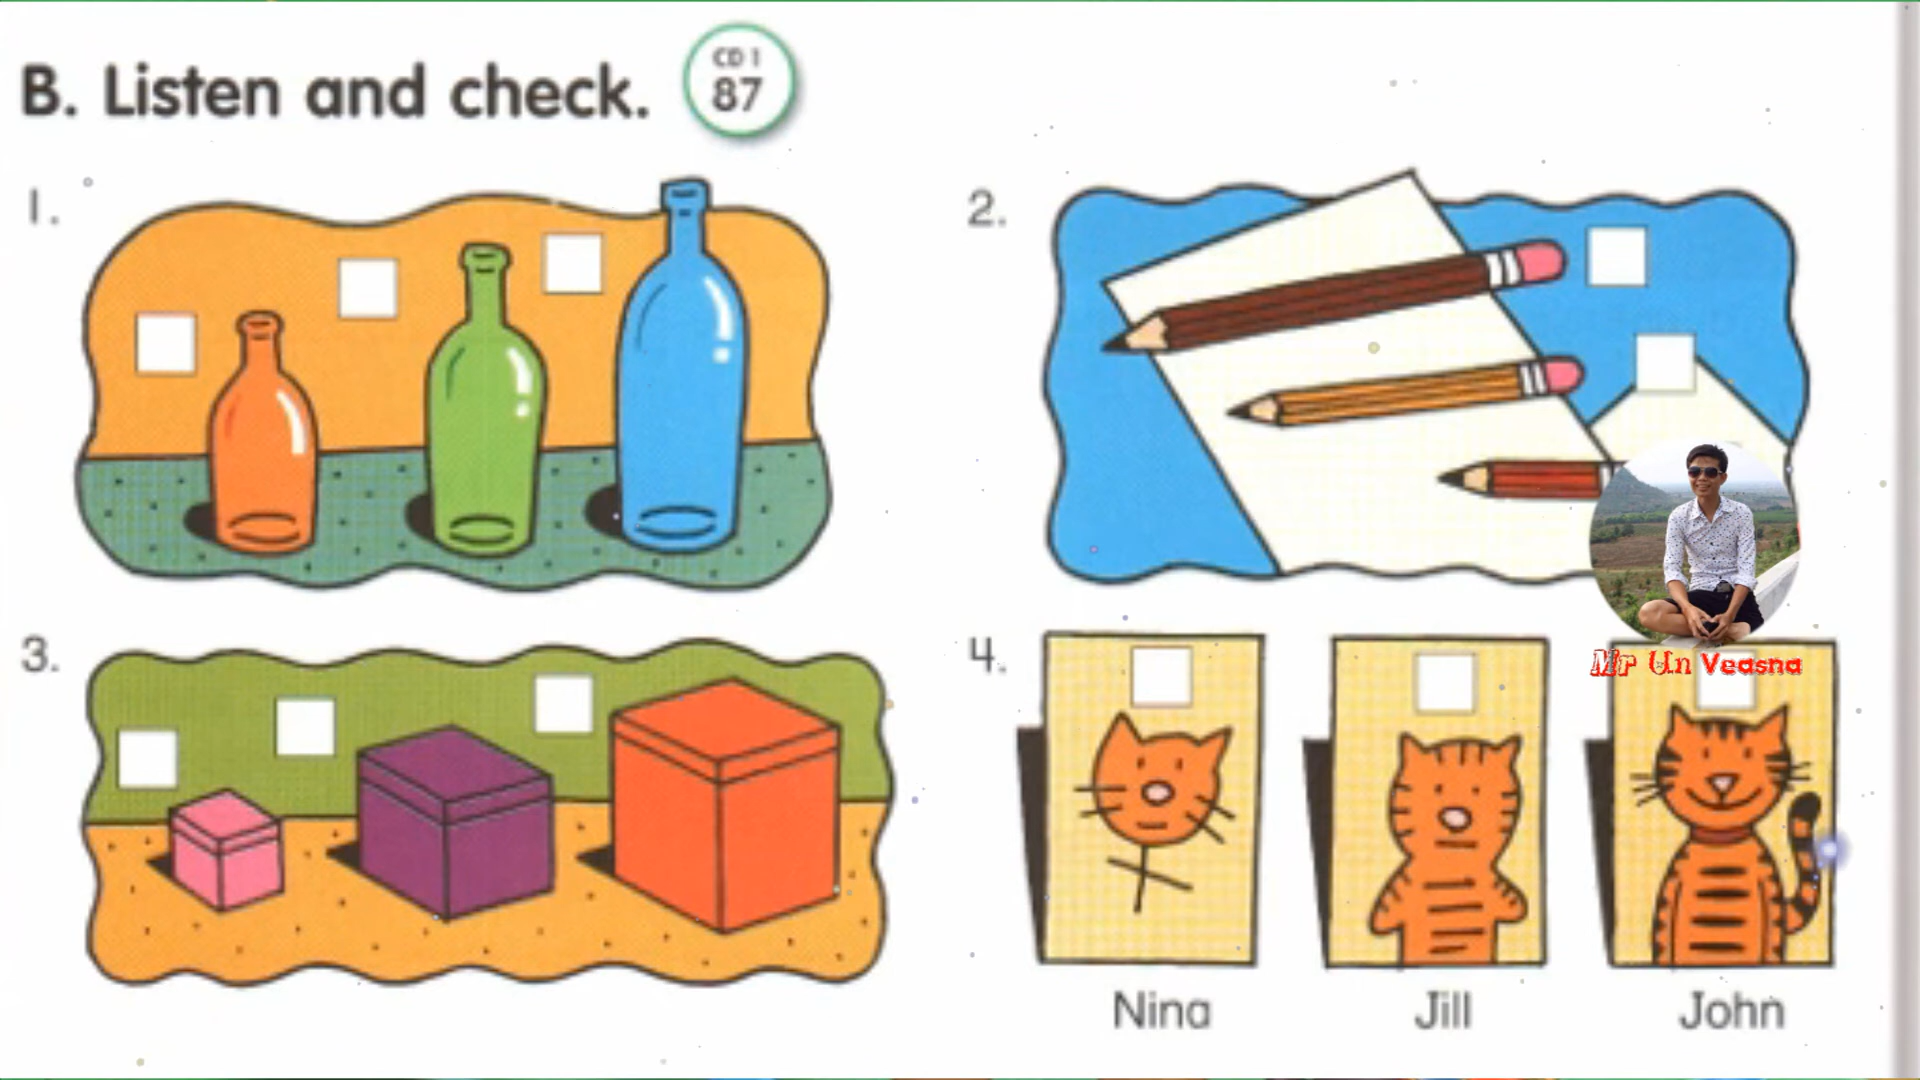 B. Listen and check.
CD 1
87
1.
2.
3.
4.
Mr Un Veasna
Nina
Jill
John